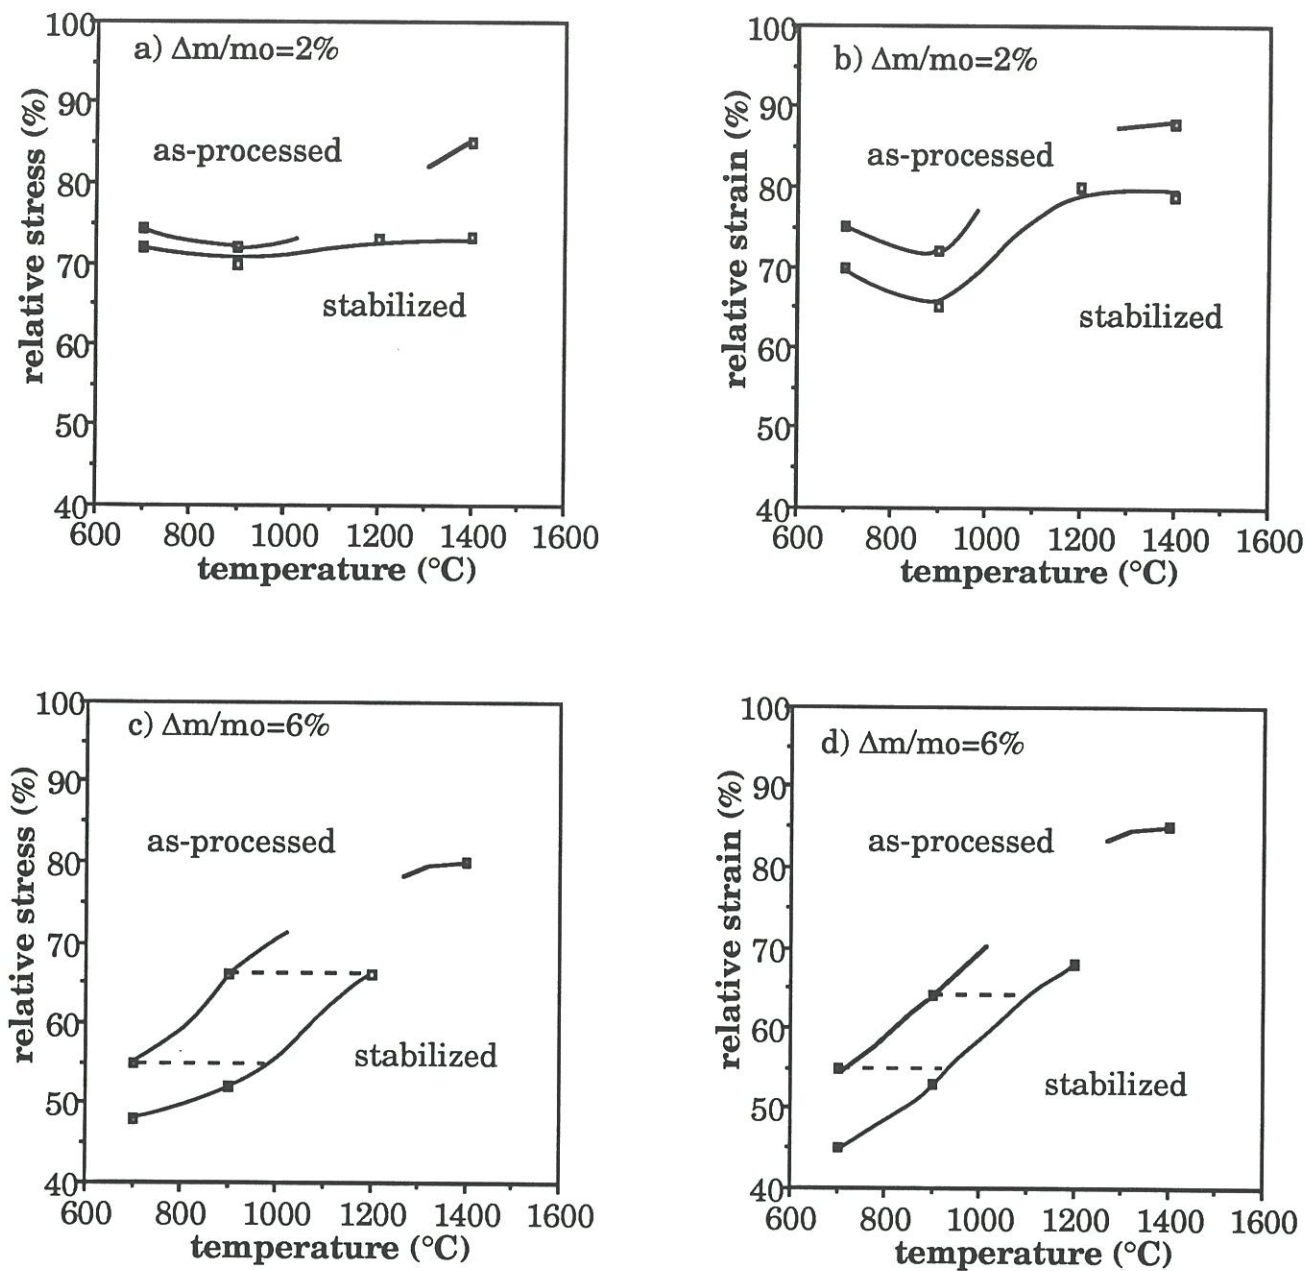 a) Δm/mo=2%
100
90
80
70
60
50
40
relative stress (%)
as-processed
stabilized
600 800 1000 1200 1400 1600
temperature (°C)
b) Δm/mo=2%
100
90
80
70
60
50
40
relative strain (%)
as-processed
stabilized
600 800 1000 1200 1400 1600
temperature (°C)
c) Δm/mo=6%
100
90
80
70
60
50
40
relative stress (%)
as-processed
stabilized
600 800 1000 1200 1400 1600
temperature (°C)
d) Δm/mo=6%
100
90
80
70
60
50
40
relative strain (%)
as-processed
stabilized
600 800 1000 1200 1400 1600
temperature (°C)